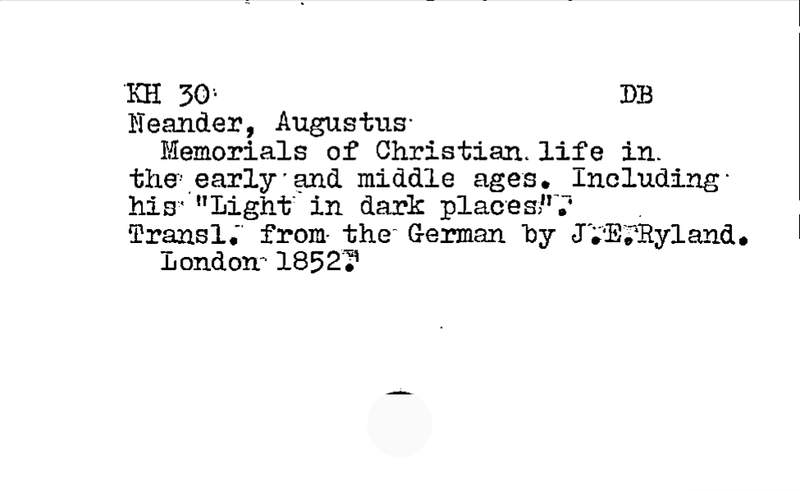 KH 30 DB
Neander, Augustus
Memorials of Christian life in
the early and middle ages. Including
his "Light in dark places".
Transl. from the German by J.E.Ryland.
London 1852.